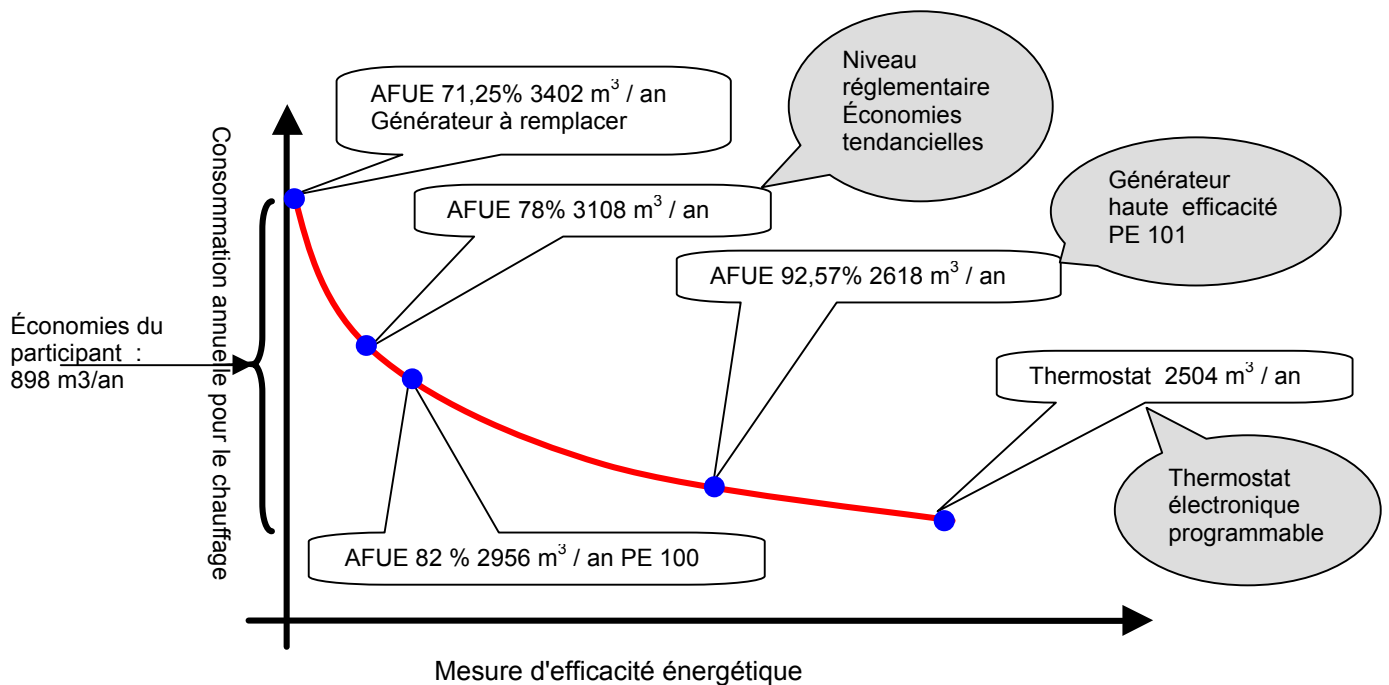 Niveau
réglementaire
Économies
tendancielles
AFUE 71,25% 3402 m³ / an
Générateur à remplacer
Générateur
haute efficacité
PE 101
AFUE 78% 3108 m³ / an
AFUE 92,57% 2618 m³ / an
Consommation annuelle pour le chauffage
Économies du
participant :
898 m3/an
Thermostat 2504 m³ / an
Thermostat
électronique
programmable
AFUE 82 % 2956 m³ / an PE 100
Mesure d'efficacité énergétique